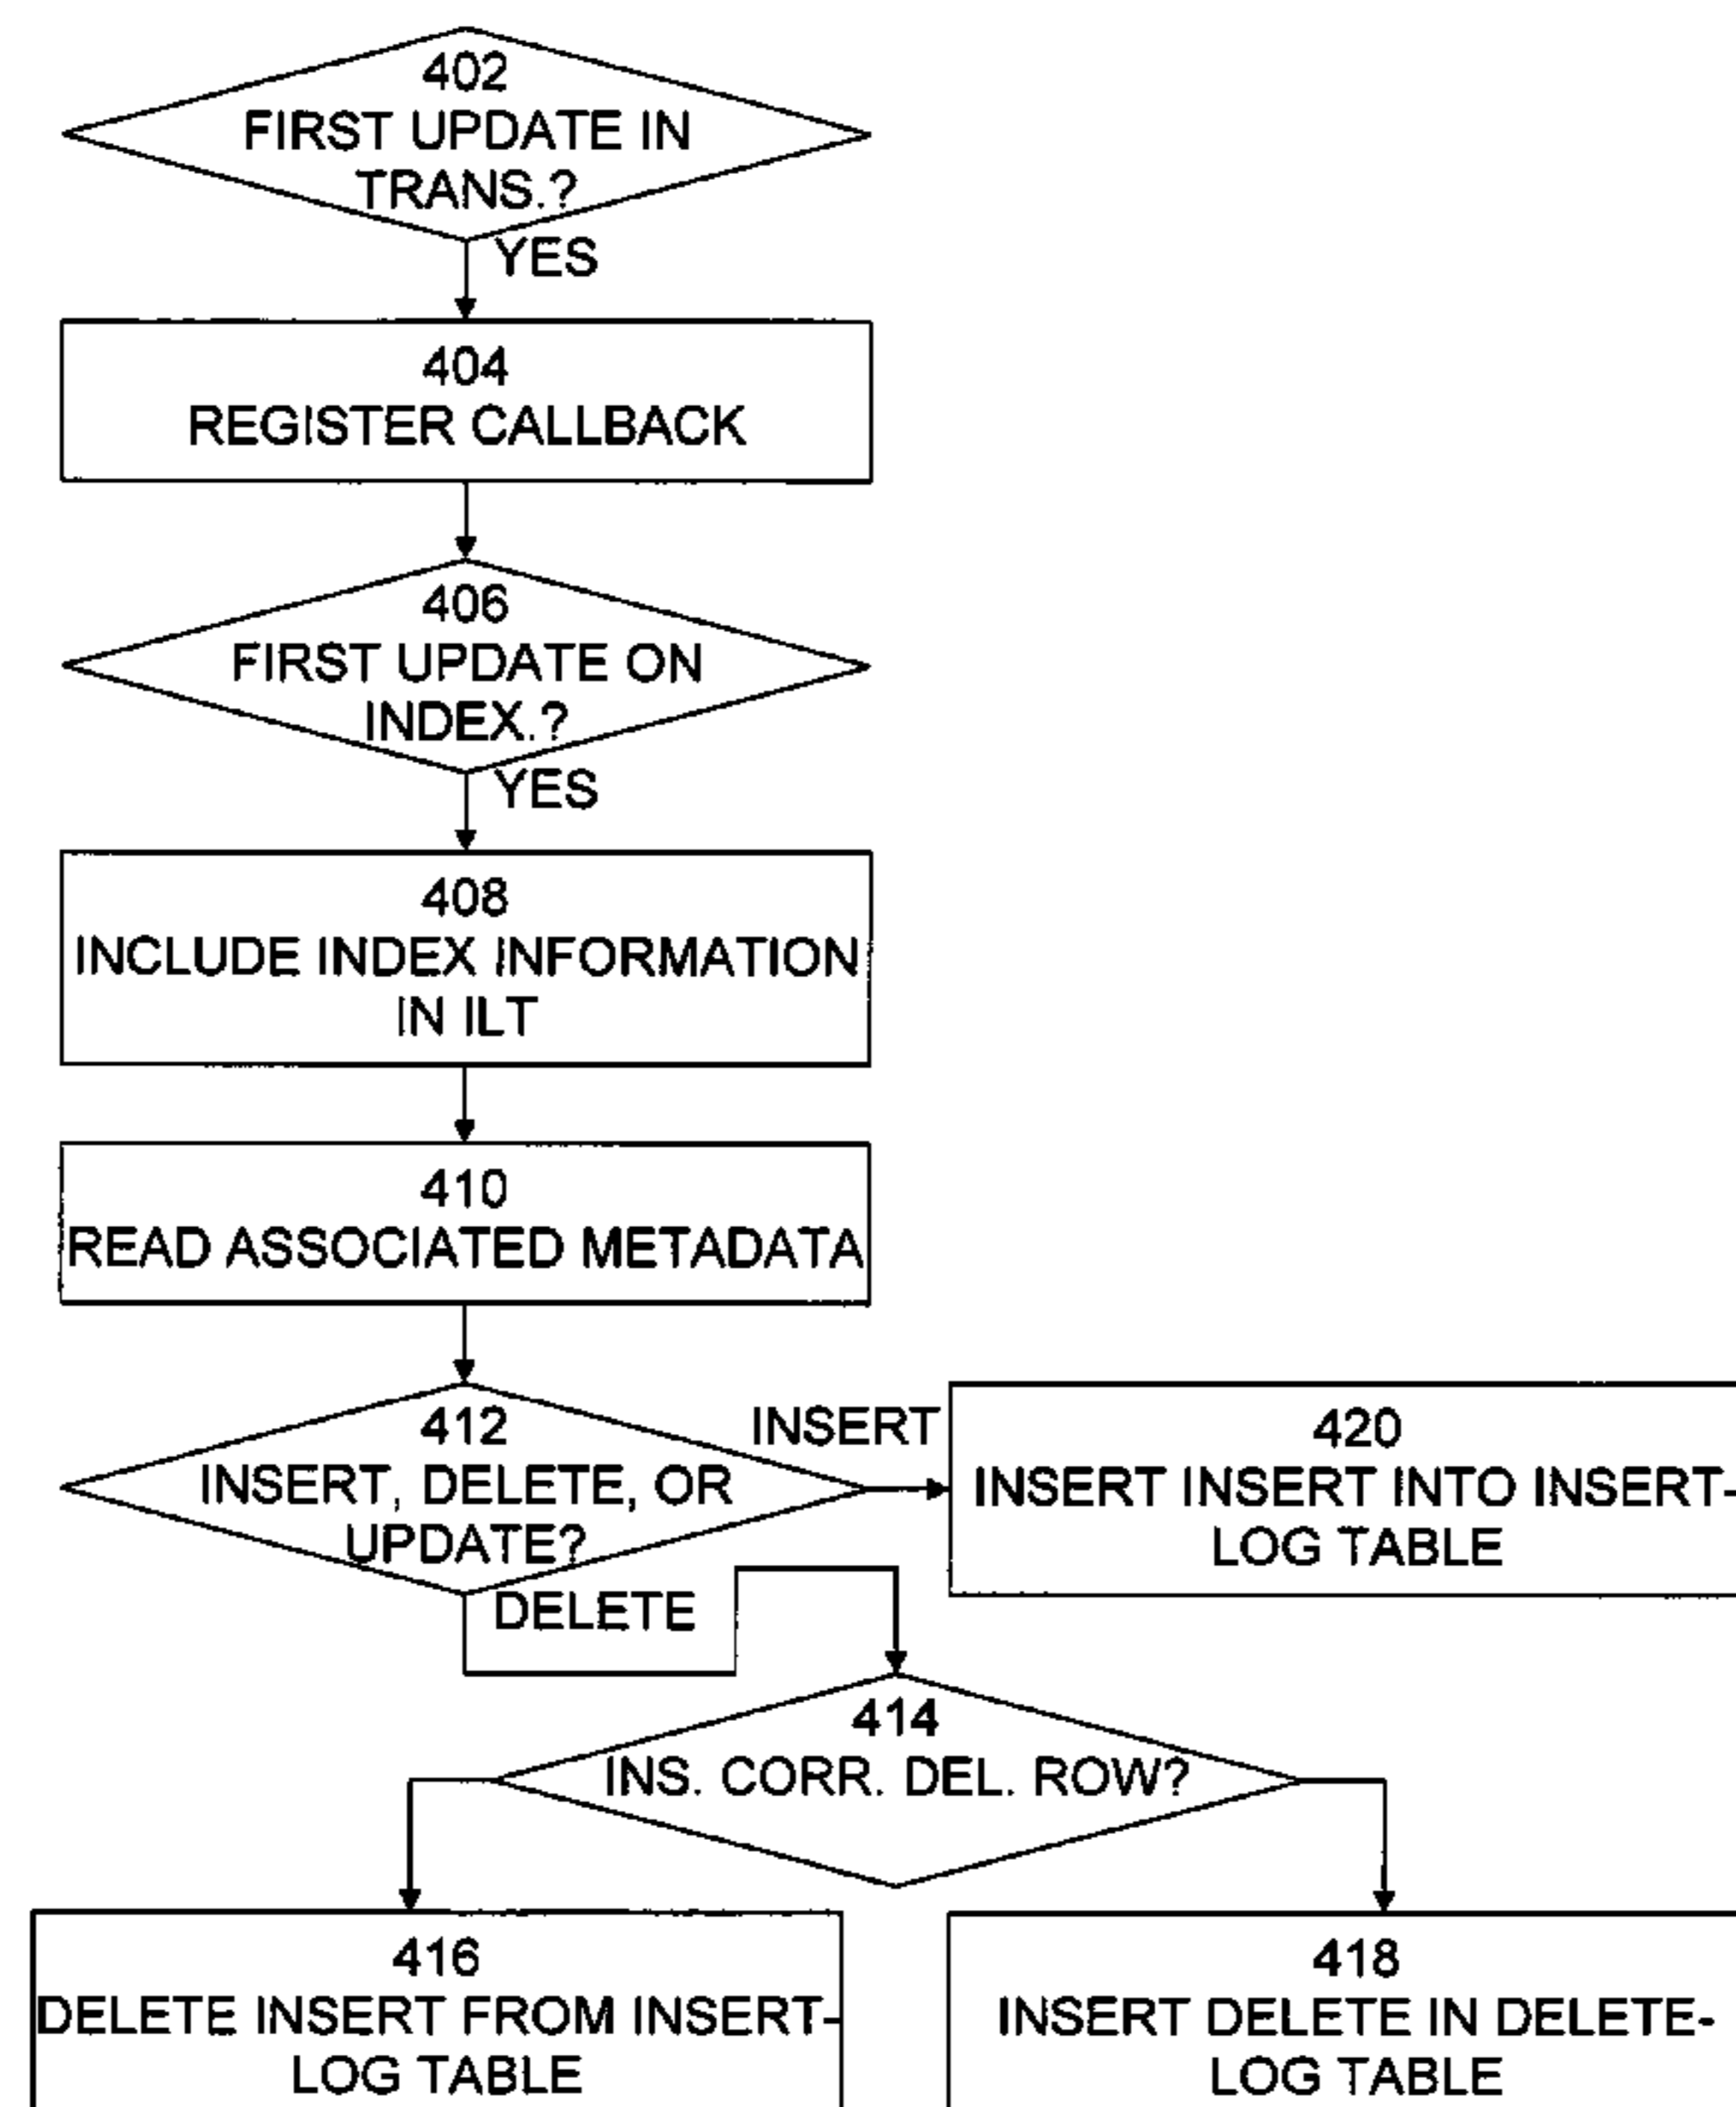 402
FIRST UPDATE IN
TRANS.?
YES
404
REGISTER CALLBACK
406
FIRST UPDATE ON
INDEX.?
YES
408
INCLUDE INDEX INFORMATION
IN ILT
410
READ ASSOCIATED METADATA
412
INSERT, DELETE, OR
UPDATE?
INSERT
420
INSERT INSERT INTO INSERT-
LOG TABLE
DELETE
414
INS. CORR. DEL. ROW?
416
DELETE INSERT FROM INSERT-
LOG TABLE
418
INSERT DELETE IN DELETE-
LOG TABLE